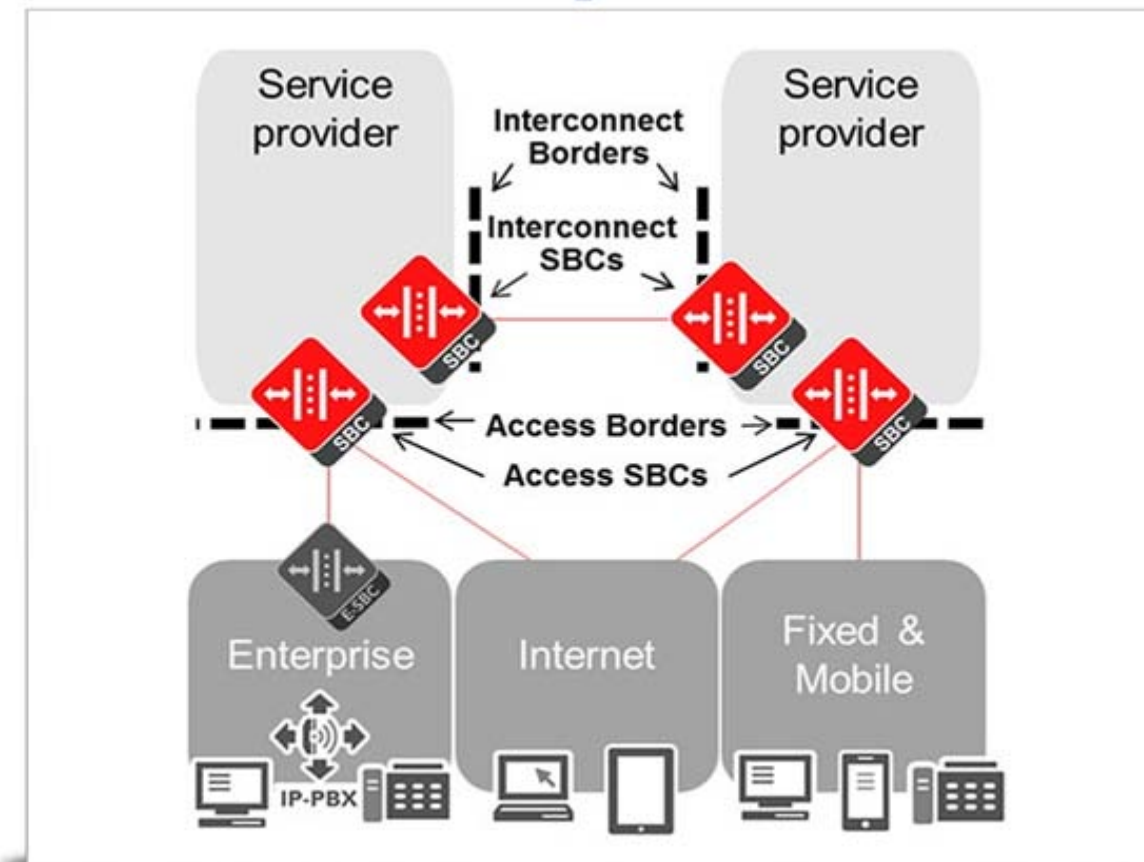 Service
provider
Service
provider
Interconnect
Borders
Interconnect
SBCs
SBC
SBC
SBC
SBC
Access Borders
Access SBCs
E-SBC
Enterprise
Internet
Fixed &
Mobile
IP-PBX